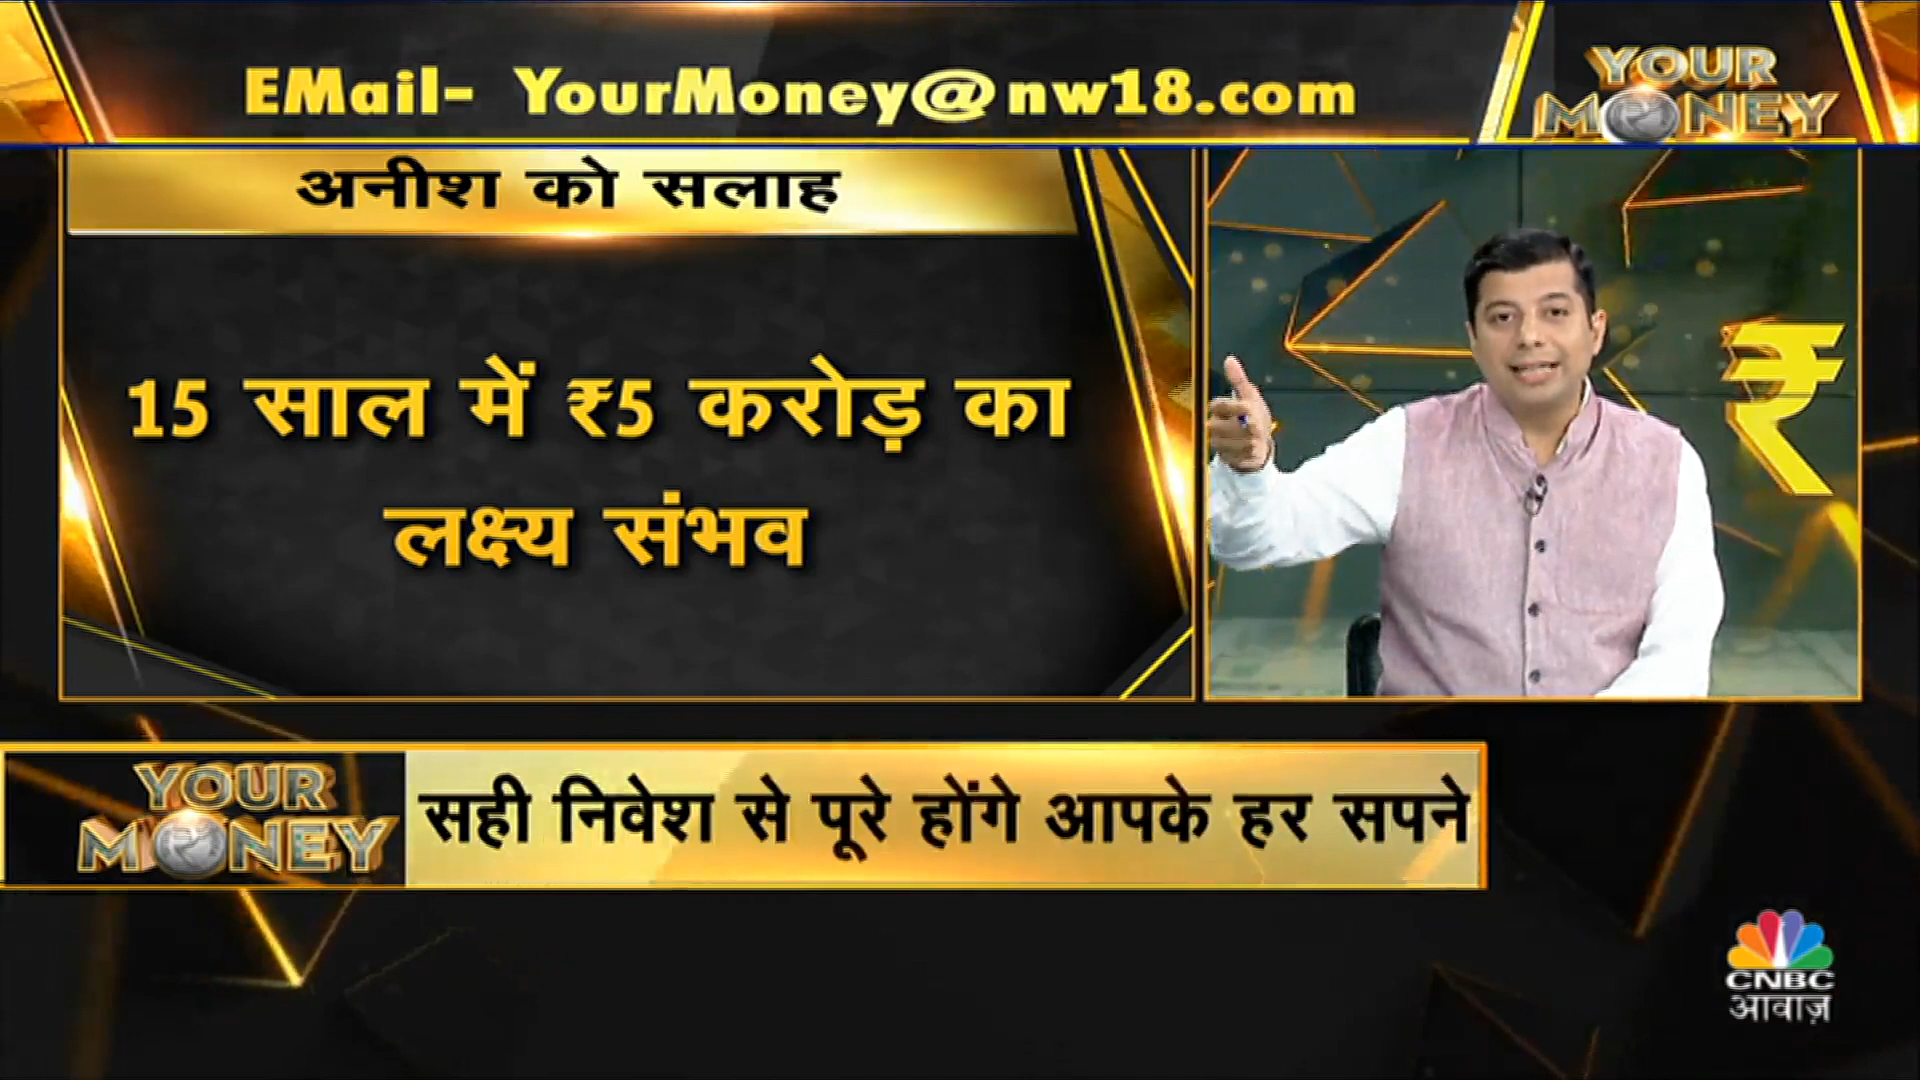 EMail- YourMoney@nw18.com
YOUR
MONEY
अनीश को सलाह
15 साल में ₹5 करोड़ का
लक्ष्य संभव
₹
YOUR
MONEY
सही निवेश से पूरे होंगे आपके हर सपने
CNBC
आवाज़